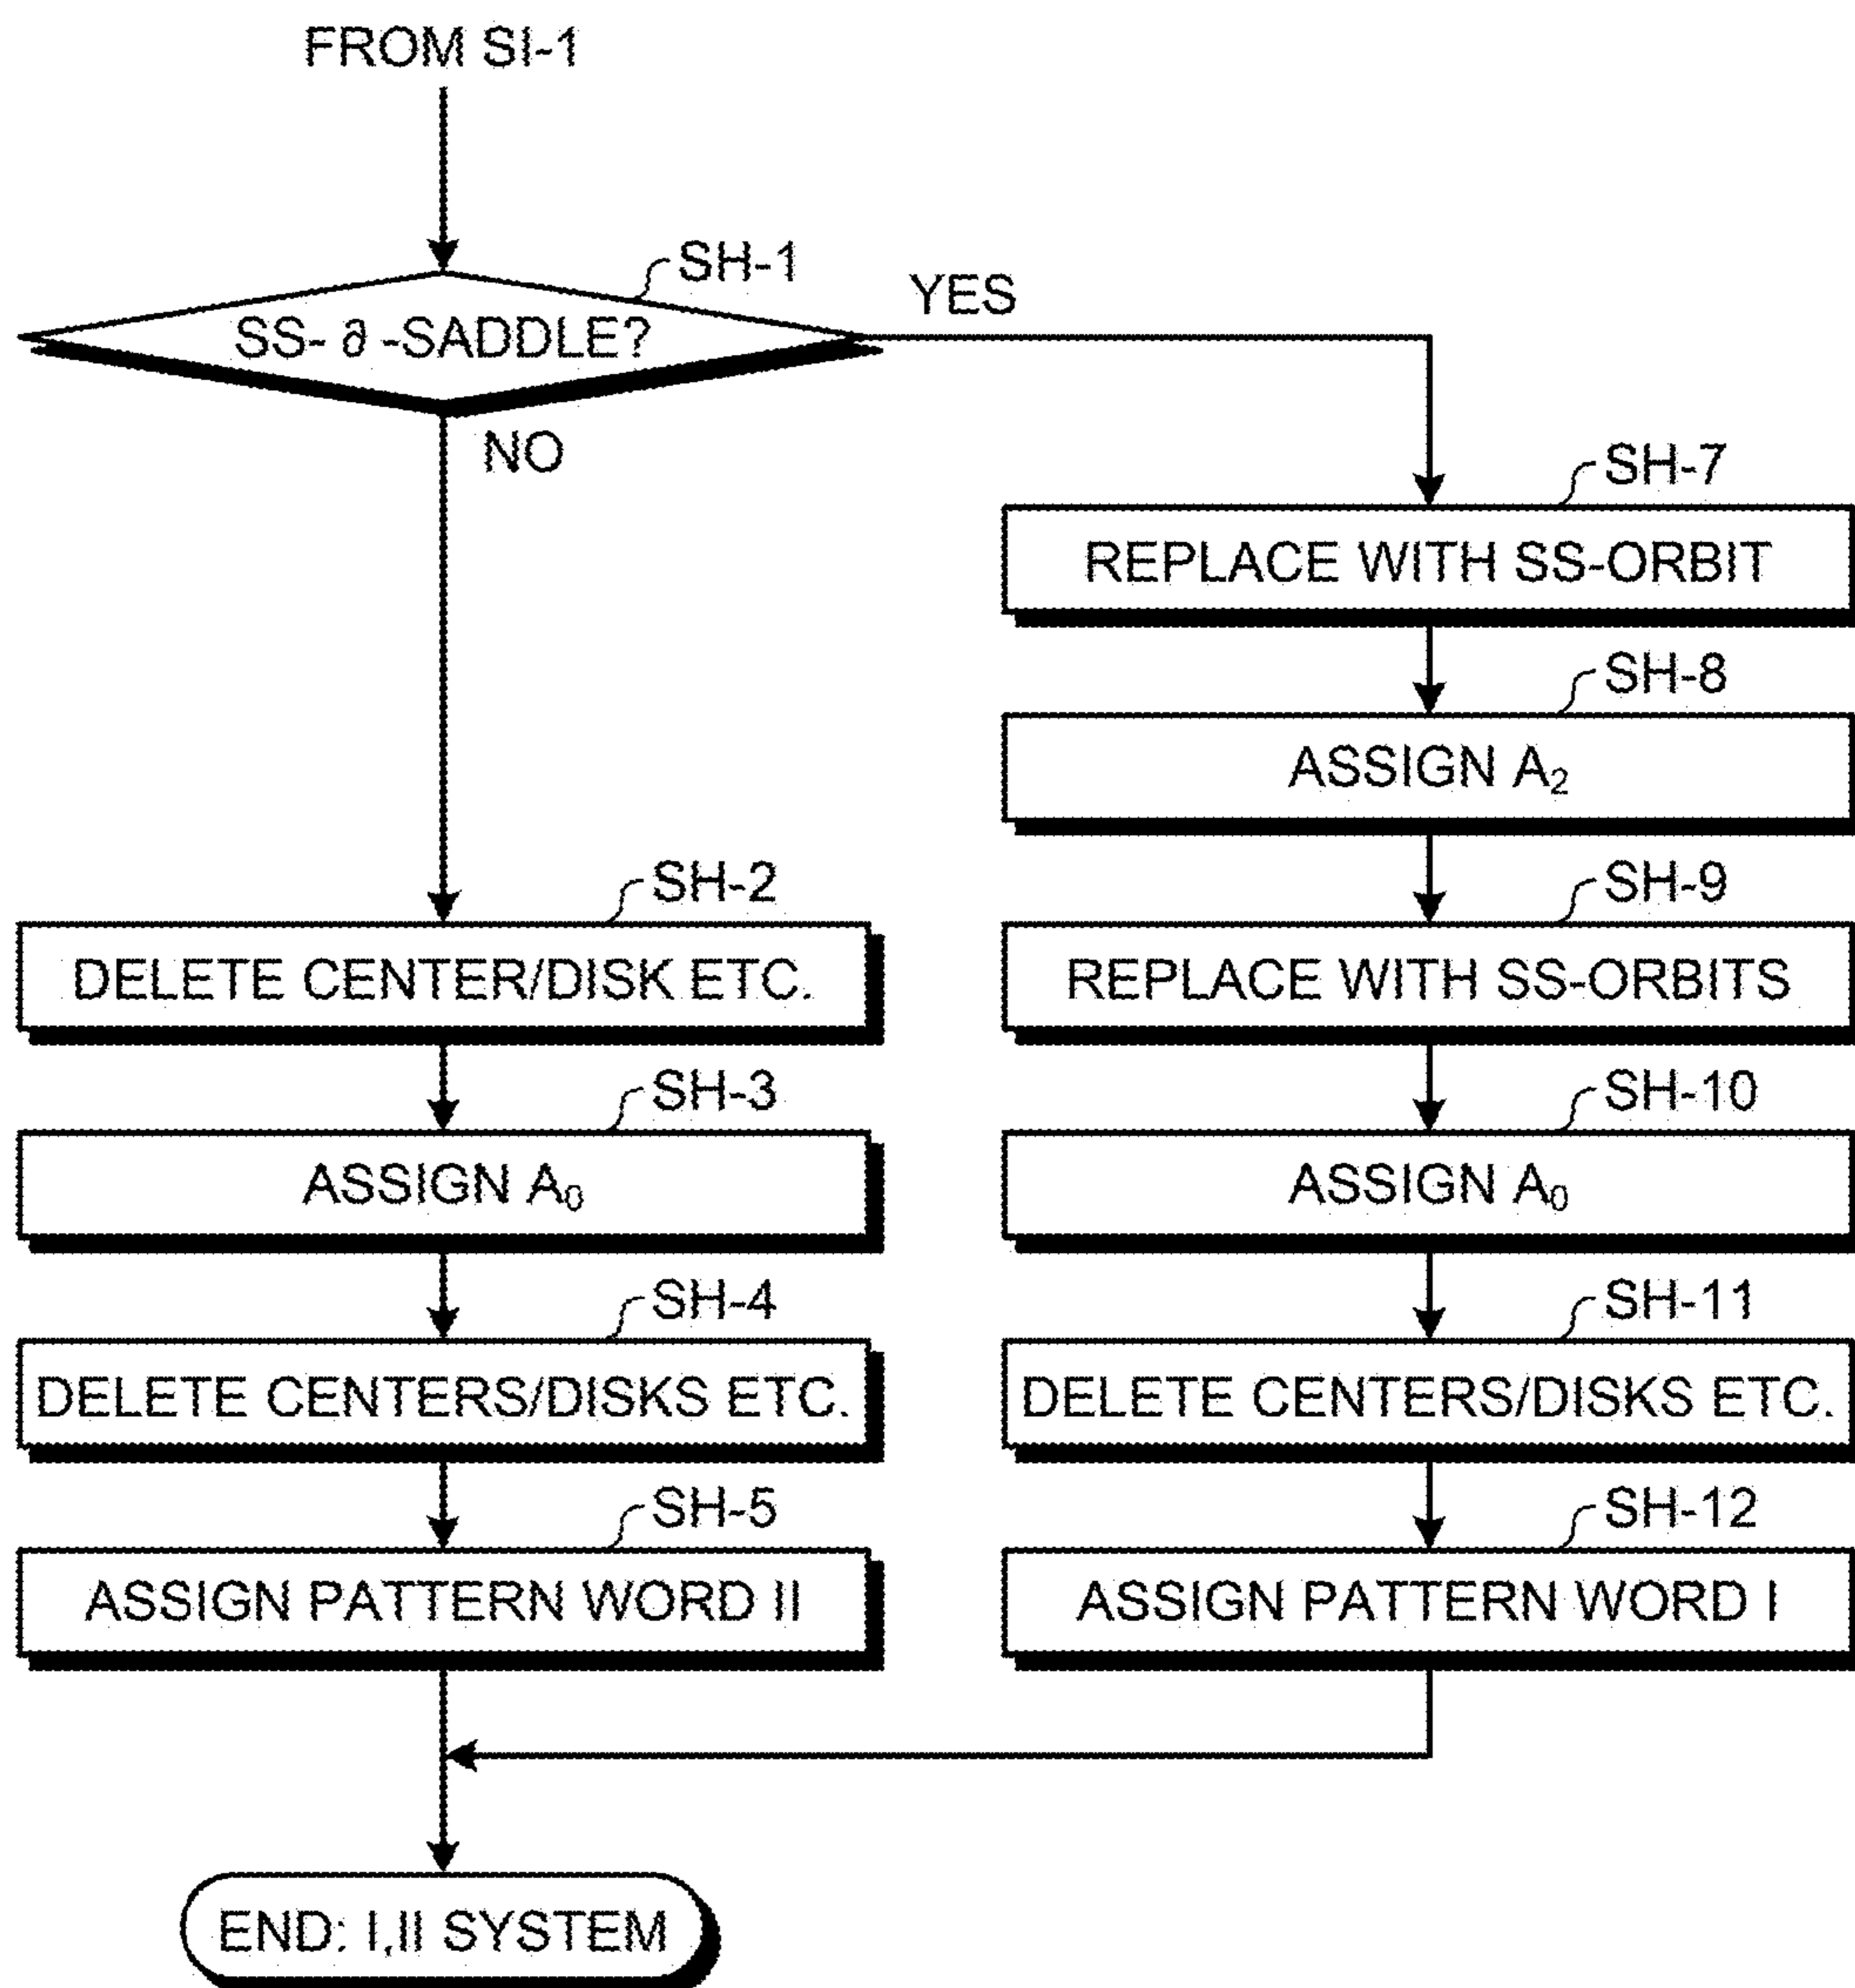 FROM SI-1
SH-1
SS- ∂ -SADDLE?
YES
NO
SH-7
REPLACE WITH SS-ORBIT
SH-8
ASSIGN A₂
SH-2
DELETE CENTER/DISK ETC.
SH-9
REPLACE WITH SS-ORBITS
SH-3
ASSIGN A₀
SH-10
ASSIGN A₀
SH-4
DELETE CENTERS/DISKS ETC.
SH-11
DELETE CENTERS/DISKS ETC.
SH-5
ASSIGN PATTERN WORD II
SH-12
ASSIGN PATTERN WORD I
END: I,II SYSTEM